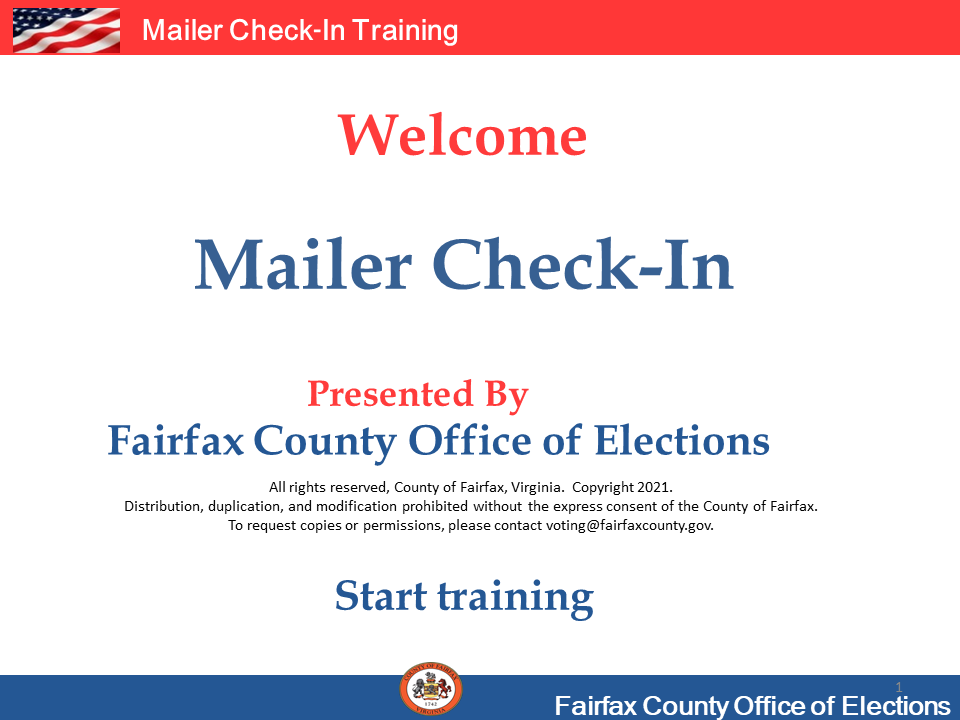 Mailer Check-In Training
Welcome
Mailer Check-In
Presented By
Fairfax County Office of Elections
All rights reserved, County of Fairfax, Virginia.  Copyright 2021.
Distribution, duplication, and modification prohibited without the express consent of the County of Fairfax.
To request copies or permissions, please contact voting@fairfaxcounty.gov.
Start training
COUNTY OF FAIRFAX
1742
VIRGINIA
1
Fairfax County Office of Elections